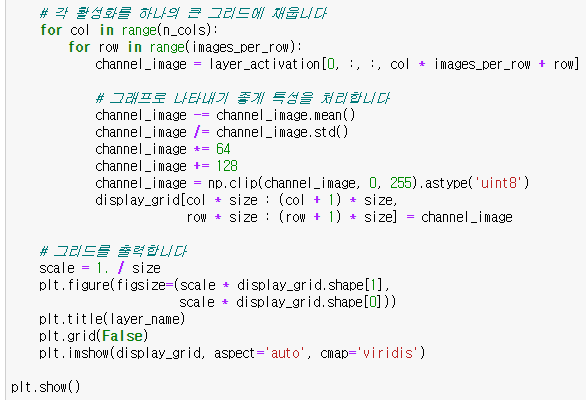 # 각 활성화를 하나의 큰 그리드에 채웁니다
for col in range(n_cols):
for row in range(images_per_row):
channel_image = layer_activation[0, :, :, col * images_per_row + row]
# 그래프로 나타내기 좋게 특성을 처리합니다
channel_image -= channel_image.mean()
channel_image /= channel_image.std()
channel_image *= 64
channel_image += 128
channel_image = np.clip(channel_image, 0, 255).astype('uint8')
display_grid[col * size : (col + 1) * size,
row * size : (row + 1) * size] = channel_image
# 그리드를 출력합니다
scale = 1. / size
plt.figure(figsize=(scale * display_grid.shape[1],
scale * display_grid.shape[0]))
plt.title(layer_name)
plt.grid(False)
plt.imshow(display_grid, aspect='auto', cmap='viridis')
plt.show()